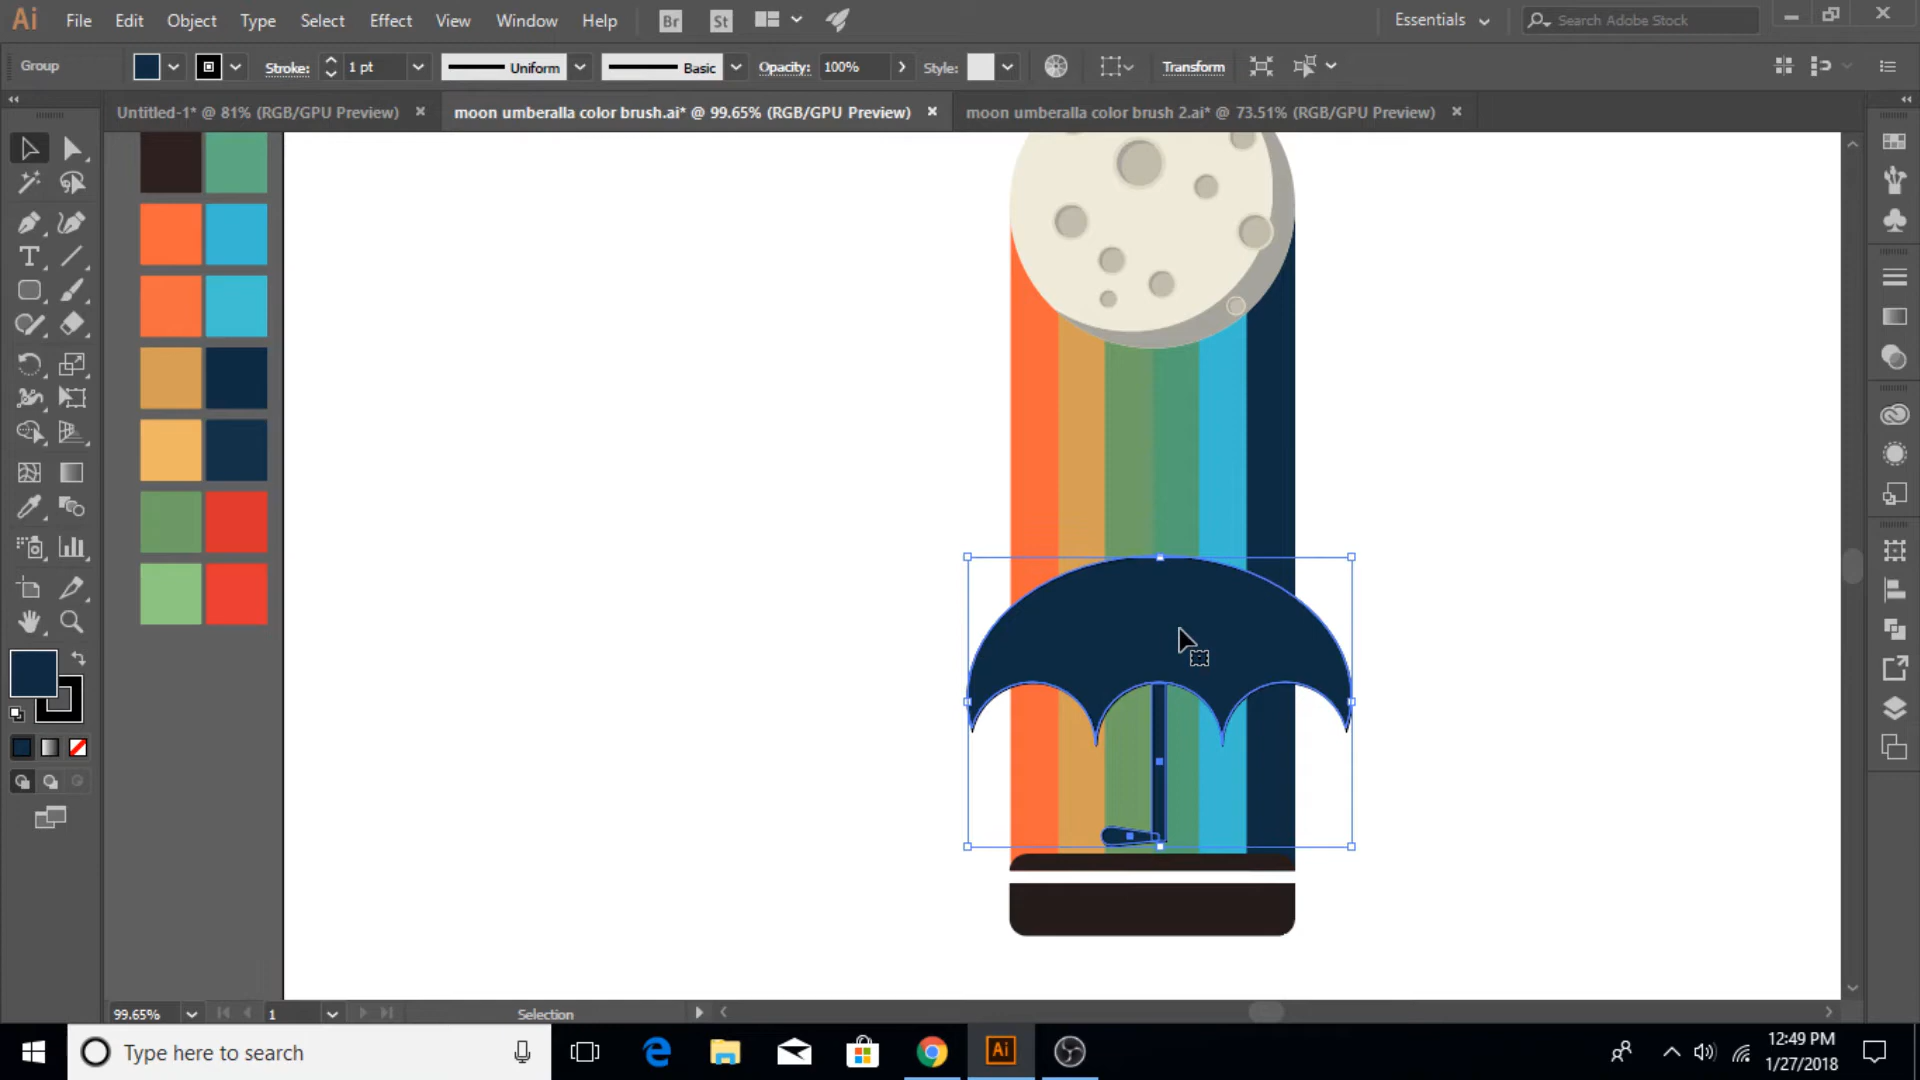 Ai File Edit Object Type Select Effect View Window Help Br St Essentials Search Adobe Stock
Group Stroke: 1 pt Uniform Basic Opacity: 100% Style: Transform
Untitled-1* @ 81% (RGB/GPU Preview) × moon umberalla color brush.ai* @ 99.65% (RGB/GPU Preview) × moon umberalla color brush 2.ai* @ 73.51% (RGB/GPU Preview) ×
T
99.65% 1 Selection
Type here to search Ai 12:49 PM
1/27/2018